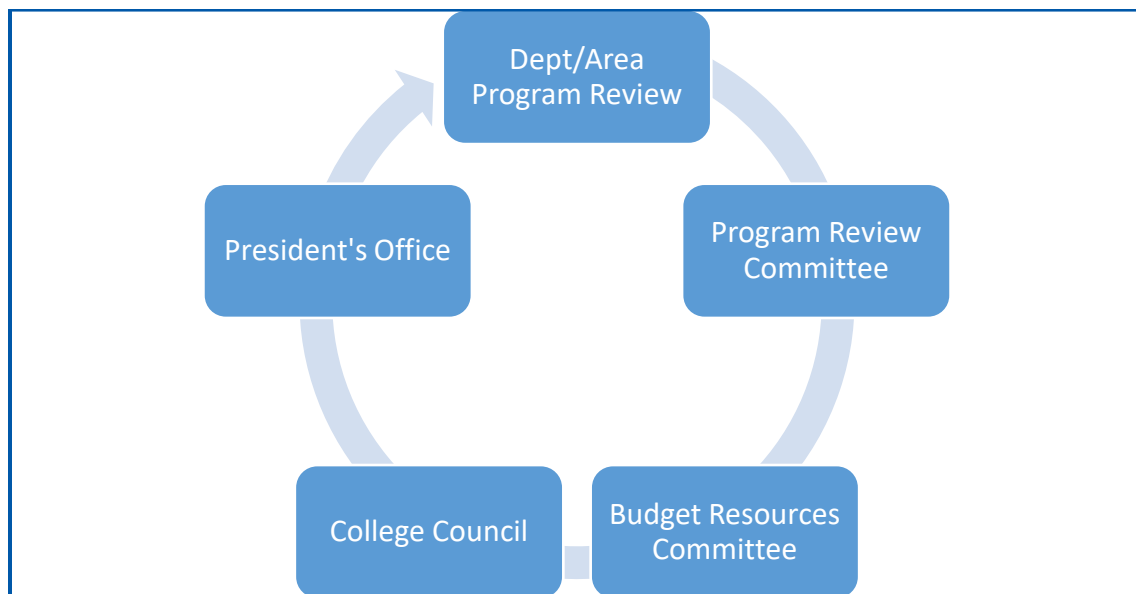 Dept/Area
Program Review
Program Review
Committee
Budget Resources
Committee
College Council
President's Office